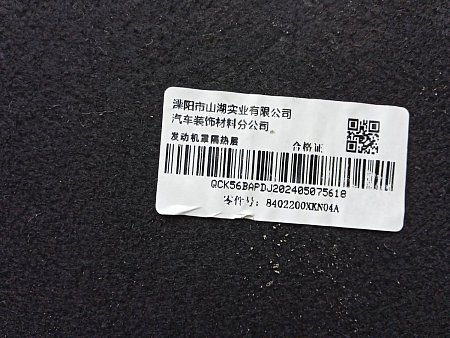 溧阳市山湖实业有限公司
汽车装饰材料分公司
发动机罩隔热层 合格证
QCK56BAPDJ202405075618
零件号: 8402200XKN04A